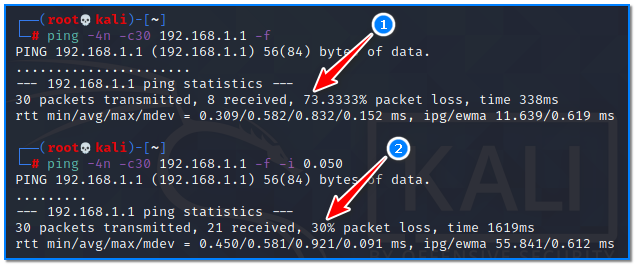 ┌──(root💀kali)-[~]
└─# ping -4n -c30 192.168.1.1 -f
PING 192.168.1.1 (192.168.1.1) 56(84) bytes of data.
......................
--- 192.168.1.1 ping statistics ---
30 packets transmitted, 8 received, 73.3333% packet loss, time 338ms
rtt min/avg/max/mdev = 0.309/0.582/0.832/0.152 ms, ipg/ewma 11.639/0.619 ms
1
┌──(root💀kali)-[~]
└─# ping -4n -c30 192.168.1.1 -f -i 0.050
PING 192.168.1.1 (192.168.1.1) 56(84) bytes of data.
.........
--- 192.168.1.1 ping statistics ---
30 packets transmitted, 21 received, 30% packet loss, time 1619ms
rtt min/avg/max/mdev = 0.450/0.581/0.921/0.091 ms, ipg/ewma 55.841/0.612 ms
2
KALI
BY OFFENSIVE SECURITY